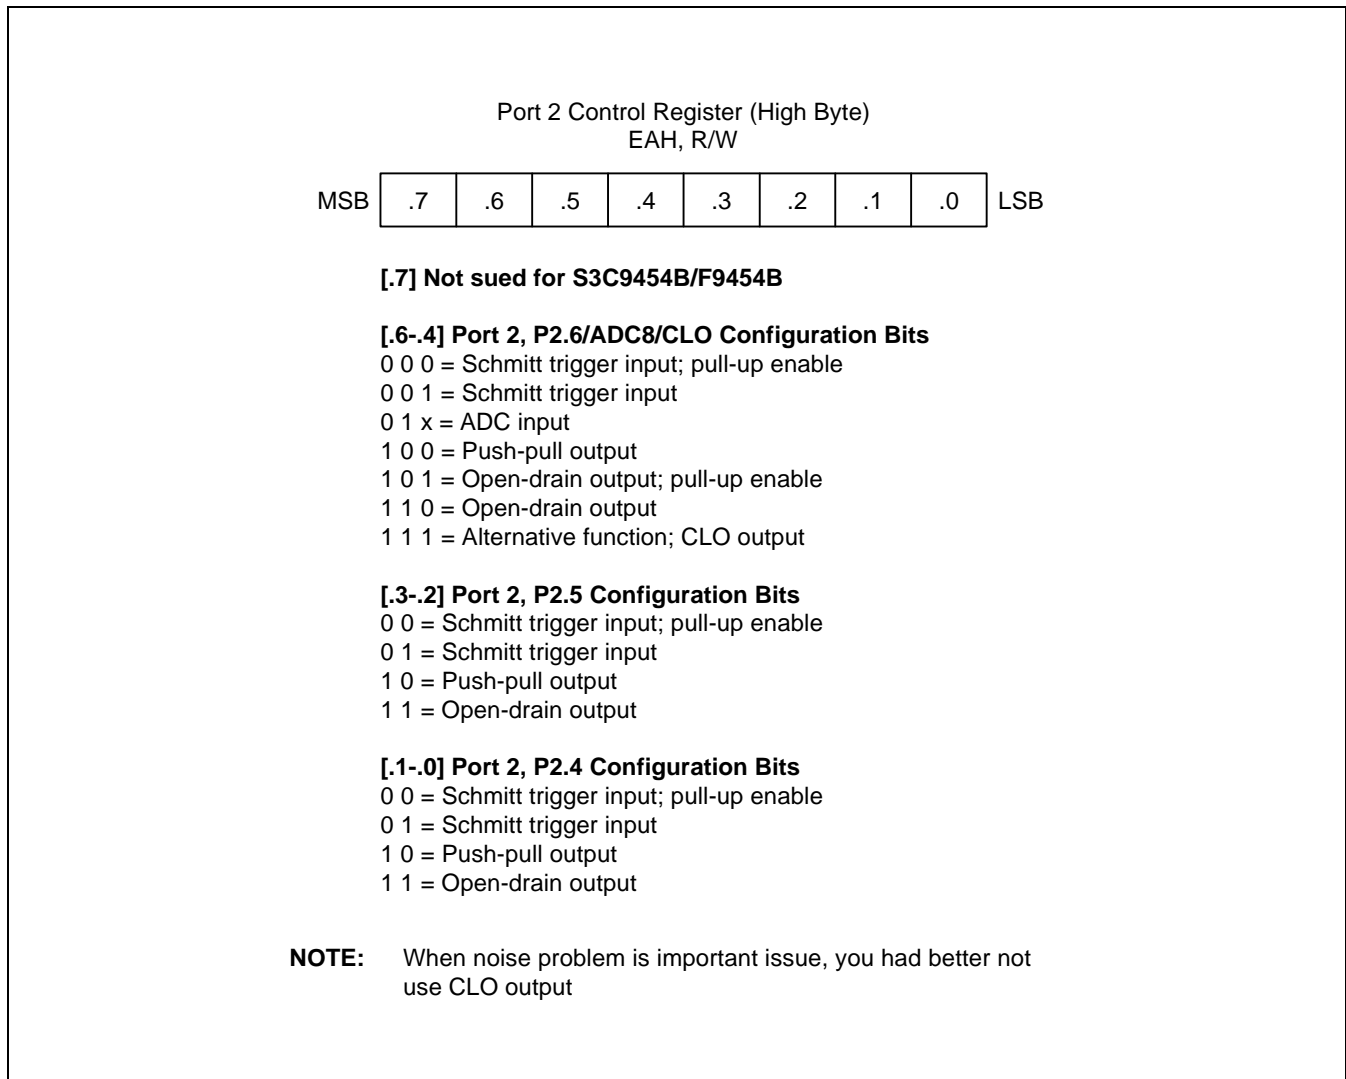 Port 2 Control Register (High Byte)
EAH, R/W
MSB .7 .6 .5 .4 .3 .2 .1 .0 LSB
[.7] Not sued for S3C9454B/F9454B
[.6-.4] Port 2, P2.6/ADC8/CLO Configuration Bits
0 0 0 = Schmitt trigger input; pull-up enable
0 0 1 = Schmitt trigger input
0 1 x = ADC input
1 0 0 = Push-pull output
1 0 1 = Open-drain output; pull-up enable
1 1 0 = Open-drain output
1 1 1 = Alternative function; CLO output
[.3-.2] Port 2, P2.5 Configuration Bits
0 0 = Schmitt trigger input; pull-up enable
0 1 = Schmitt trigger input
1 0 = Push-pull output
1 1 = Open-drain output
[.1-.0] Port 2, P2.4 Configuration Bits
0 0 = Schmitt trigger input; pull-up enable
0 1 = Schmitt trigger input
1 0 = Push-pull output
1 1 = Open-drain output
NOTE: When noise problem is important issue, you had better not
use CLO output